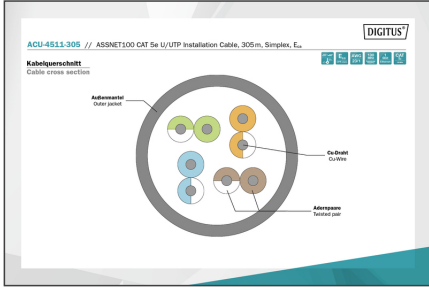 DIGITUS®
ACU-4511-305 // ASSNET100 CAT 5e U/UTP Installation Cable, 305 m, Simplex, Eca
Kabelquerschnitt
Cable cross section
Außenmantel
Outer jacket
Cu-Draht
Cu-Wire
Adernpaare
Twisted pair